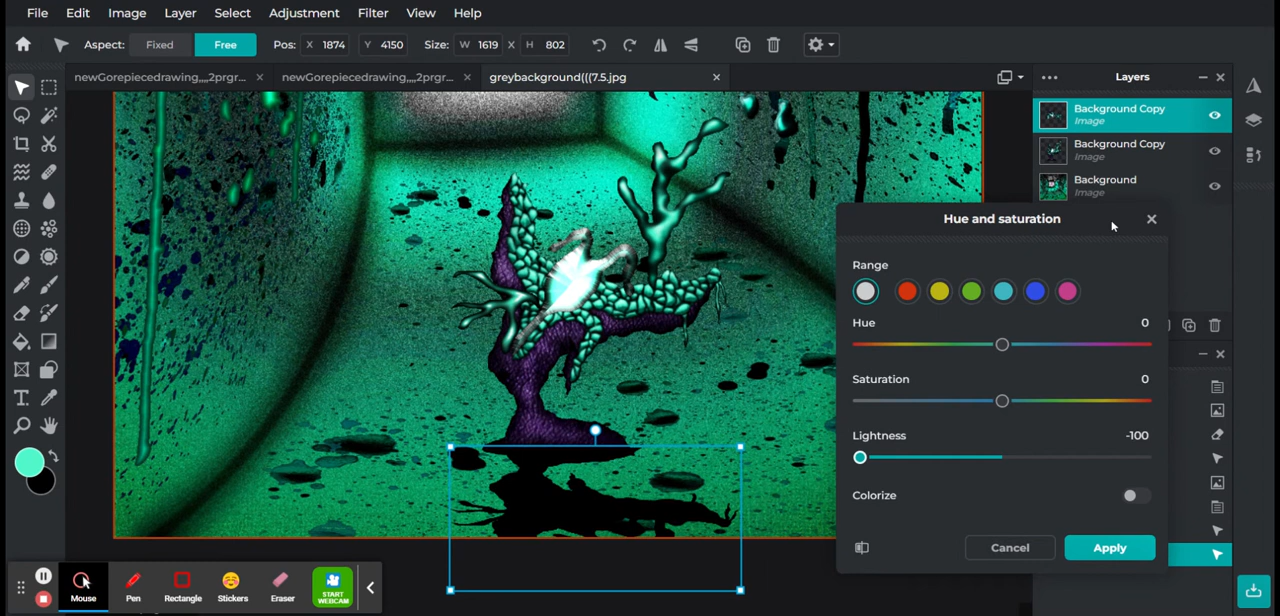 File Edit Image Layer Select Adjustment Filter View Help
Aspect: Fixed Free Pos: X 1874 Y 4150 Size: W 1619 X H 802
newGorepiecedrawing,,,,2prgr... newGorepiecedrawing,,,,2prgr... greybackground(((7.5.jpg
Layers
Background Copy
Image
Background Copy
Image
Background
Image
Hue and saturation
Range
Hue 0
Saturation 0
Lightness -100
Colorize
Cancel Apply
Mouse Pen Rectangle Stickers Eraser START
WEBCAM